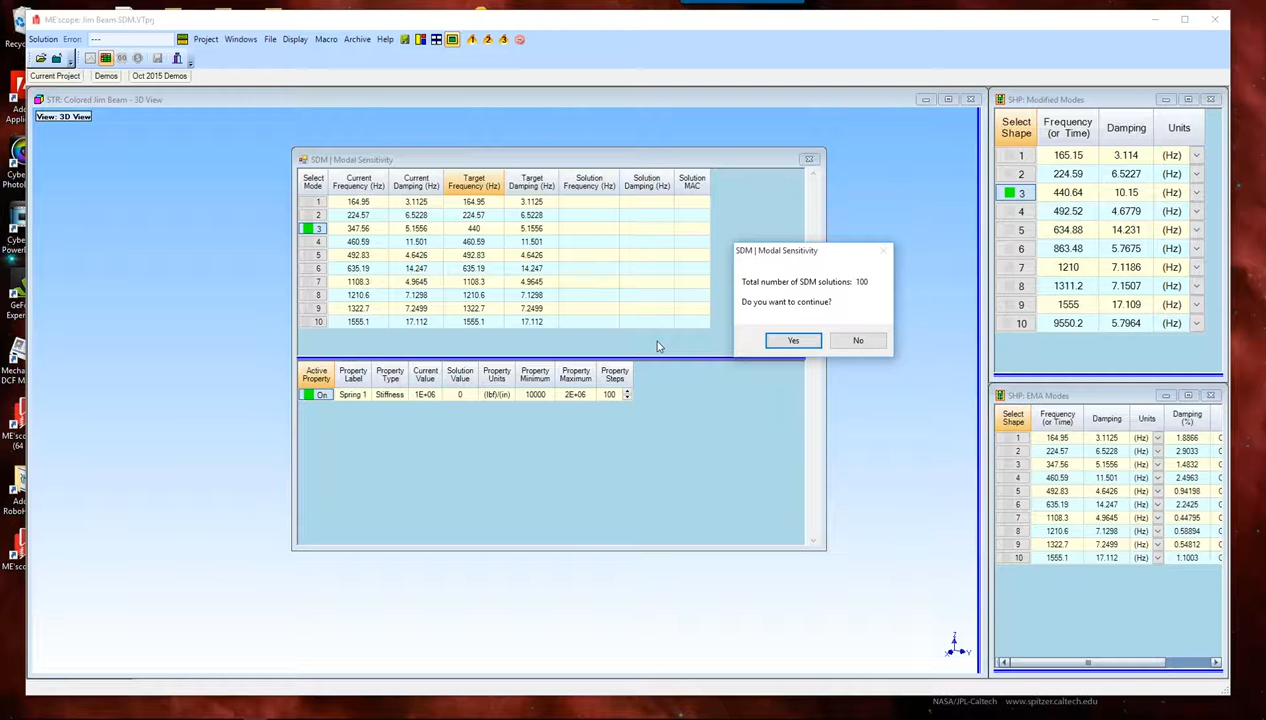 ME'scope: Jim Beam SDM.VTprj
Solution Error: --- Project Windows File Display Macro Archive Help
Current Project Demos Oct 2015 Demos
STR: Colored Jim Beam - 3D View
View: 3D View
SDM | Modal Sensitivity
Select Mode Current Frequency (Hz) Current Damping (Hz) Target Frequency (Hz) Target Damping (Hz) Solution Frequency (Hz) Solution Damping (Hz) Solution MAC
1 164.95 3.1125 164.95 3.1125
2 224.57 6.5228 224.57 6.5228
3 347.56 5.1556 440 5.1556
4 460.59 11.501 460.59 11.501
5 492.83 4.6426 492.83 4.6426
6 635.19 14.247 635.19 14.247
7 1108.3 4.9645 1108.3 4.9645
8 1210.6 7.1298 1210.6 7.1298
9 1322.7 7.2499 1322.7 7.2499
10 1555.1 17.112 1555.1 17.112
Active Property Property Label Property Type Current Value Solution Value Property Units Property Minimum Property Maximum Property Steps
On Spring 1 Stiffness 1E+06 0 (lbf)/(in) 10000 2E+06 100
SDM | Modal Sensitivity
Total number of SDM solutions: 100
Do you want to continue?
Yes No
SHP: Modified Modes
Select Shape Frequency (or Time) Damping Units
1 165.15 3.114 (Hz)
2 224.59 6.5227 (Hz)
3 440.64 10.15 (Hz)
4 492.52 4.6779 (Hz)
5 634.88 14.231 (Hz)
6 863.48 5.7675 (Hz)
7 1210 7.1186 (Hz)
8 1311.2 7.1507 (Hz)
9 1555 17.109 (Hz)
10 9550.2 5.7964 (Hz)
SHP: EMA Modes
Select Shape Frequency (or Time) Damping Units Damping (%)
1 164.95 3.1125 (Hz) 1.8866
2 224.57 6.5228 (Hz) 2.9033
3 347.56 5.1556 (Hz) 1.4832
4 460.59 11.501 (Hz) 2.4963
5 492.83 4.6426 (Hz) 0.94198
6 635.19 14.247 (Hz) 2.2425
7 1108.3 4.9645 (Hz) 0.44795
8 1210.6 7.1298 (Hz) 0.58894
9 1322.7 7.2499 (Hz) 0.54812
10 1555.1 17.112 (Hz) 1.1003
Z
X Y
NASA/JPL-Caltech www.spitzer.caltech.edu